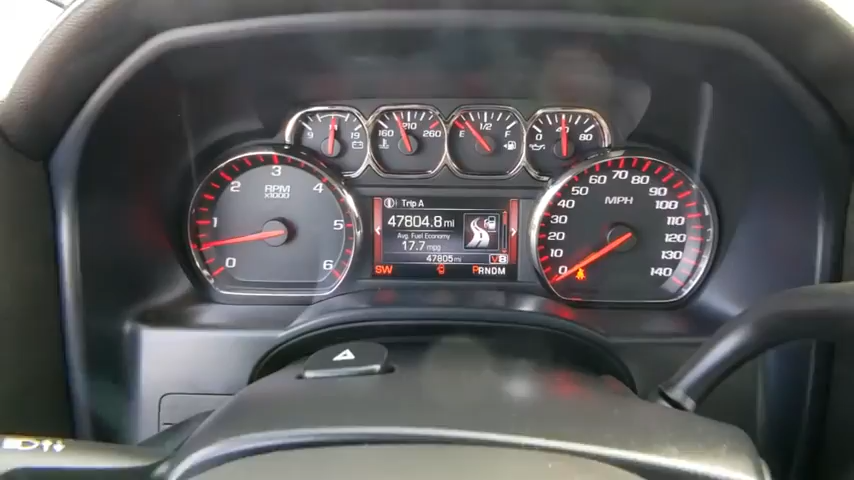 9 19
160 210 260
E 1/2 F
0 40 80
RPM
X1000
0 1 2 3 4 5 6
Trip A
47804.8 mi
Avg. Fuel Economy
17.7 mpg
47805 mi
V8
SW
PRNDM
MPH
0 10 20 30 40 50 60 70 80 90 100 110 120 130 140